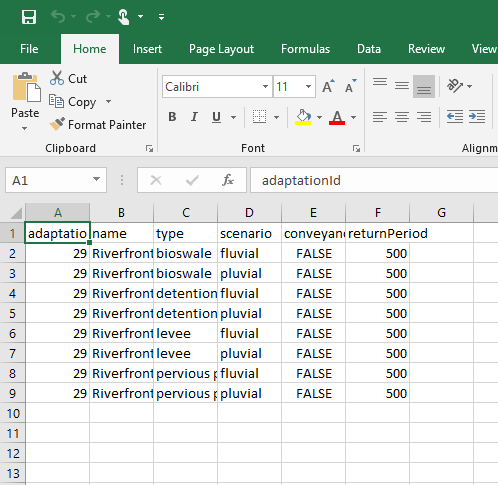 File Home Insert Page Layout Formulas Data Review View
Cut
Copy
Format Painter
Paste
Clipboard
Calibri 11 A A
B I U A
Font
Alignm
A1 fx adaptationId
A B C D E F G
1 adaptatio name type scenario conveyanc returnPeriod
2 29 Riverfront bioswale fluvial FALSE 500
3 29 Riverfront bioswale pluvial FALSE 500
4 29 Riverfront detention fluvial FALSE 500
5 29 Riverfront detention pluvial FALSE 500
6 29 Riverfront levee fluvial FALSE 500
7 29 Riverfront levee pluvial FALSE 500
8 29 Riverfront pervious p fluvial FALSE 500
9 29 Riverfront pervious p pluvial FALSE 500
10
11
12
13